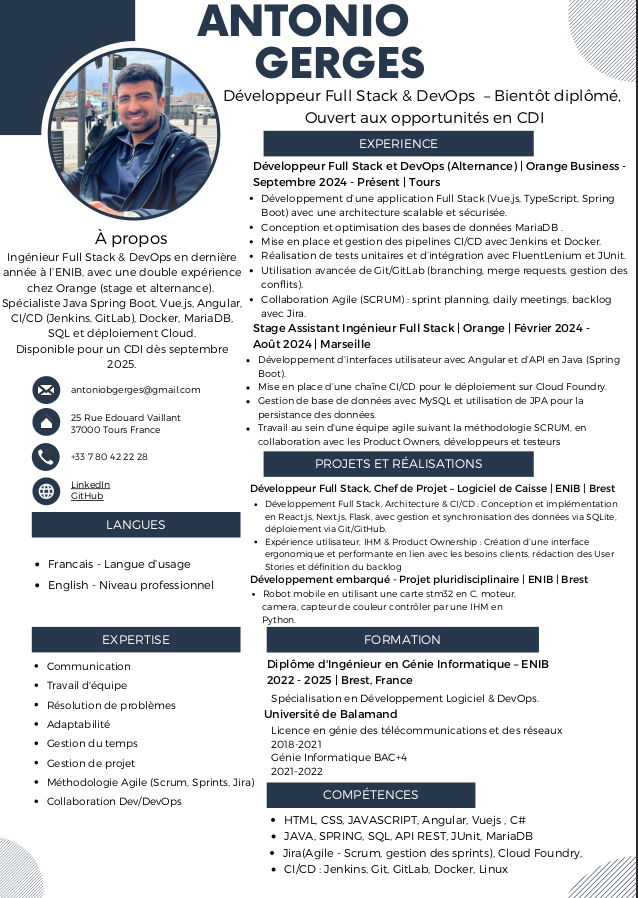 ANTONIO
GERGES
Développeur Full Stack & DevOps – Bientôt diplômé,
Ouvert aux opportunités en CDI
À propos
Ingénieur Full Stack & DevOps en dernière
année à l'ENIB, avec une double expérience
chez Orange (stage et alternance).
Spécialiste Java Spring Boot, Vue.js, Angular,
CI/CD (Jenkins, GitLab), Docker, MariaDB,
SQL et déploiement Cloud.
Disponible pour un CDI dès septembre
2025.
antoniobgerges@gmail.com
25 Rue Edouard Vaillant
37000 Tours France
+33 7 80 42 22 28
LinkedIn
GitHub
LANGUES
• Francais - Langue d'usage
• English - Niveau professionnel
EXPERTISE
• Communication
• Travail d'équipe
• Résolution de problèmes
• Adaptabilité
• Gestion du temps
• Gestion de projet
• Méthodologie Agile (Scrum, Sprints, Jira)
• Collaboration Dev/DevOps
EXPERIENCE
Développeur Full Stack et DevOps (Alternance) | Orange Business -
Septembre 2024 - Présent | Tours
• Développement d'une application Full Stack (Vue.js, TypeScript, Spring
Boot) avec une architecture scalable et sécurisée.
• Conception et optimisation des bases de données MariaDB .
• Mise en place et gestion des pipelines CI/CD avec Jenkins et Docker.
• Réalisation de tests unitaires et d'intégration avec FluentLenium et JUnit.
• Utilisation avancée de Git/GitLab (branching, merge requests, gestion des
conflits).
• Collaboration Agile (SCRUM) : sprint planning, daily meetings, backlog
avec Jira.
Stage Assistant Ingénieur Full Stack | Orange | Février 2024 -
Août 2024 | Marseille
• Développement d'interfaces utilisateur avec Angular et d'API en Java (Spring
Boot).
• Mise en place d'une chaîne CI/CD pour le déploiement sur Cloud Foundry.
• Gestion de base de données avec MySQL et utilisation de JPA pour la
persistance des données.
• Travail au sein d'une équipe agile suivant la méthodologie SCRUM, en
collaboration avec les Product Owners, développeurs et testeurs
PROJETS ET RÉALISATIONS
Développeur Full Stack, Chef de Projet – Logiciel de Caisse | ENIB | Brest
• Développement Full Stack, Architecture & CI/CD : Conception et implémentation
en React.js, Next.js, Flask, avec gestion et synchronisation des données via SQLite,
déploiement via Git/GitHub.
• Expérience utilisateur, IHM & Product Ownership : Création d'une interface
ergonomique et performante en lien avec les besoins clients, rédaction des User
Stories et définition du backlog
Développement embarqué - Projet pluridisciplinaire | ENIB | Brest
• Robot mobile en utilisant une carte stm32 en C, moteur,
camera, capteur de couleur contrôler par une IHM en
Python.
FORMATION
Diplôme d'Ingénieur en Génie Informatique – ENIB
2022 - 2025 | Brest, France
Spécialisation en Développement Logiciel & DevOps.
Université de Balamand
Licence en génie des télécommunications et des réseaux
2018-2021
Génie Informatique BAC+4
2021-2022
COMPÉTENCES
• HTML, CSS, JAVASCRIPT, Angular, Vuejs , C#
• JAVA, SPRING, SQL, API REST, JUnit, MariaDB
• Jira(Agile - Scrum, gestion des sprints), Cloud Foundry,
• CI/CD : Jenkins, Git, GitLab, Docker, Linux